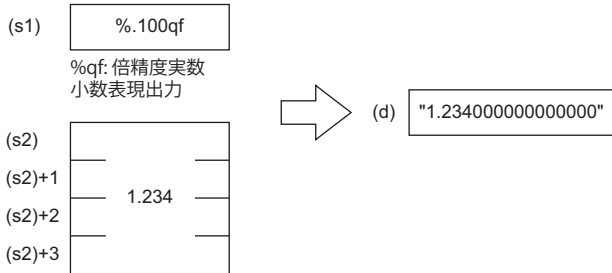 (s1)
%.100qf
%qf: 倍精度実数
小数表現出力
(s2)
(s2)+1
(s2)+2
(s2)+3
1.234
(d)
"1.234000000000000"